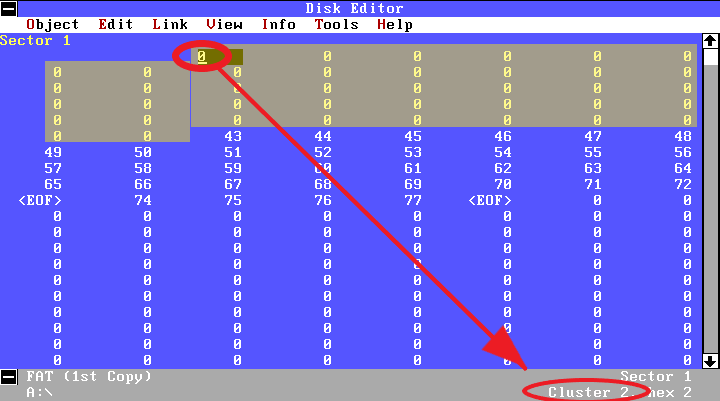 Disk Editor
Object Edit Link View Info Tools Help
Sector 1
0 0 0 0 0 0
0 0 0 0 0 0 0 0
0 0 0 0 0 0 0 0
0 0 0 0 0 0 0 0
0 0 0 0 0 0 0 0
0 0 43 44 45 46 47 48
49 50 51 52 53 54 55 56
57 58 59 60 61 62 63 64
65 66 67 68 69 70 71 72
<EOF> 74 75 76 77 <EOF> 0 0
0 0 0 0 0 0 0 0
0 0 0 0 0 0 0 0
0 0 0 0 0 0 0 0
0 0 0 0 0 0 0 0
0 0 0 0 0 0 0 0
0 0 0 0 0 0 0 0
0 0 0 0 0 0 0 0
0 0 0 0 0 0 0 0
0 0 0 0 0 0 0 0
0 0 0 0 0 0 0 0
FAT (1st Copy) Sector 1
A:\ Cluster 2, hex 2